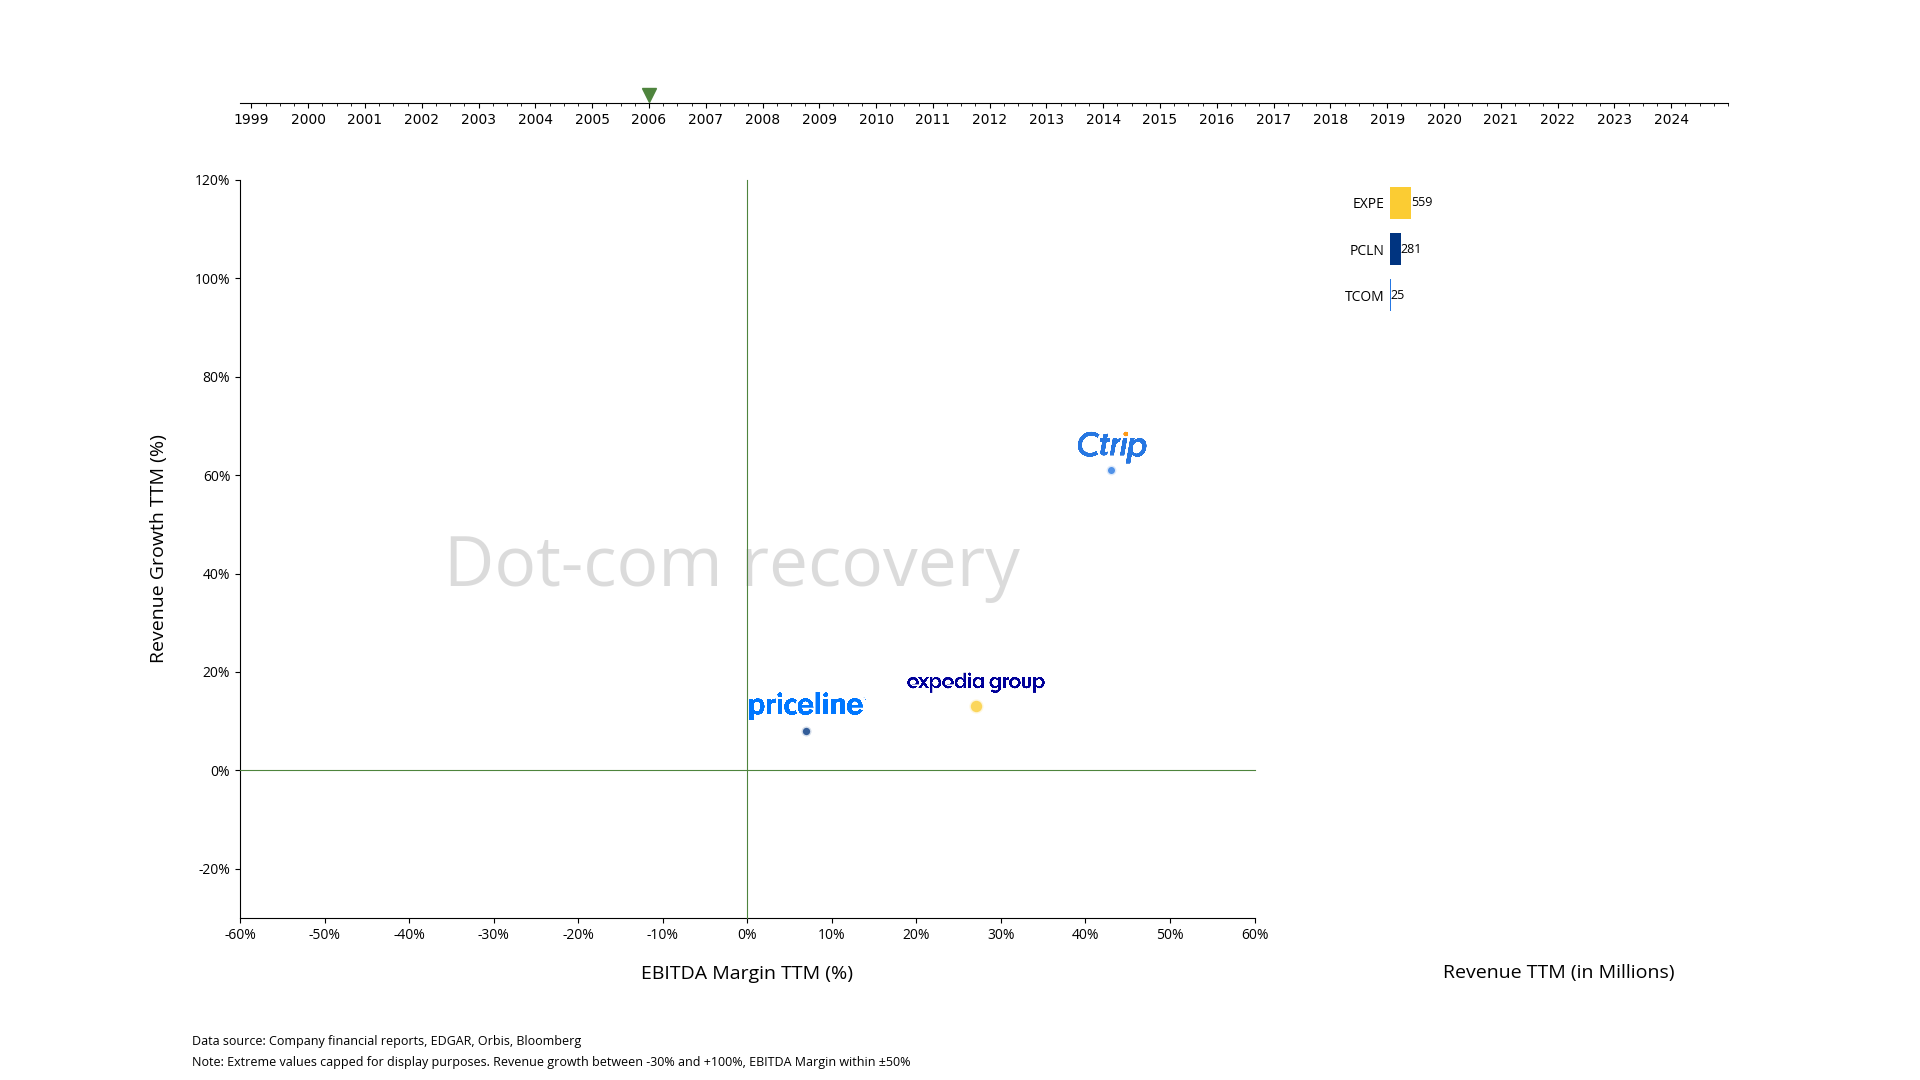 1999 2000 2001 2002 2003 2004 2005 2006 2007 2008 2009 2010 2011 2012 2013 2014 2015 2016 2017 2018 2019 2020 2021 2022 2023 2024
120%
100%
80%
60%
40%
20%
0%
-20%
Revenue Growth TTM (%)
Dot-com recovery
Ctrip
expedia group
priceline
-60% -50% -40% -30% -20% -10% 0% 10% 20% 30% 40% 50% 60%
EBITDA Margin TTM (%)
EXPE 559
PCLN 281
TCOM 25
Revenue TTM (in Millions)
Data source: Company financial reports, EDGAR, Orbis, Bloomberg
Note: Extreme values capped for display purposes. Revenue growth between -30% and +100%, EBITDA Margin within ±50%